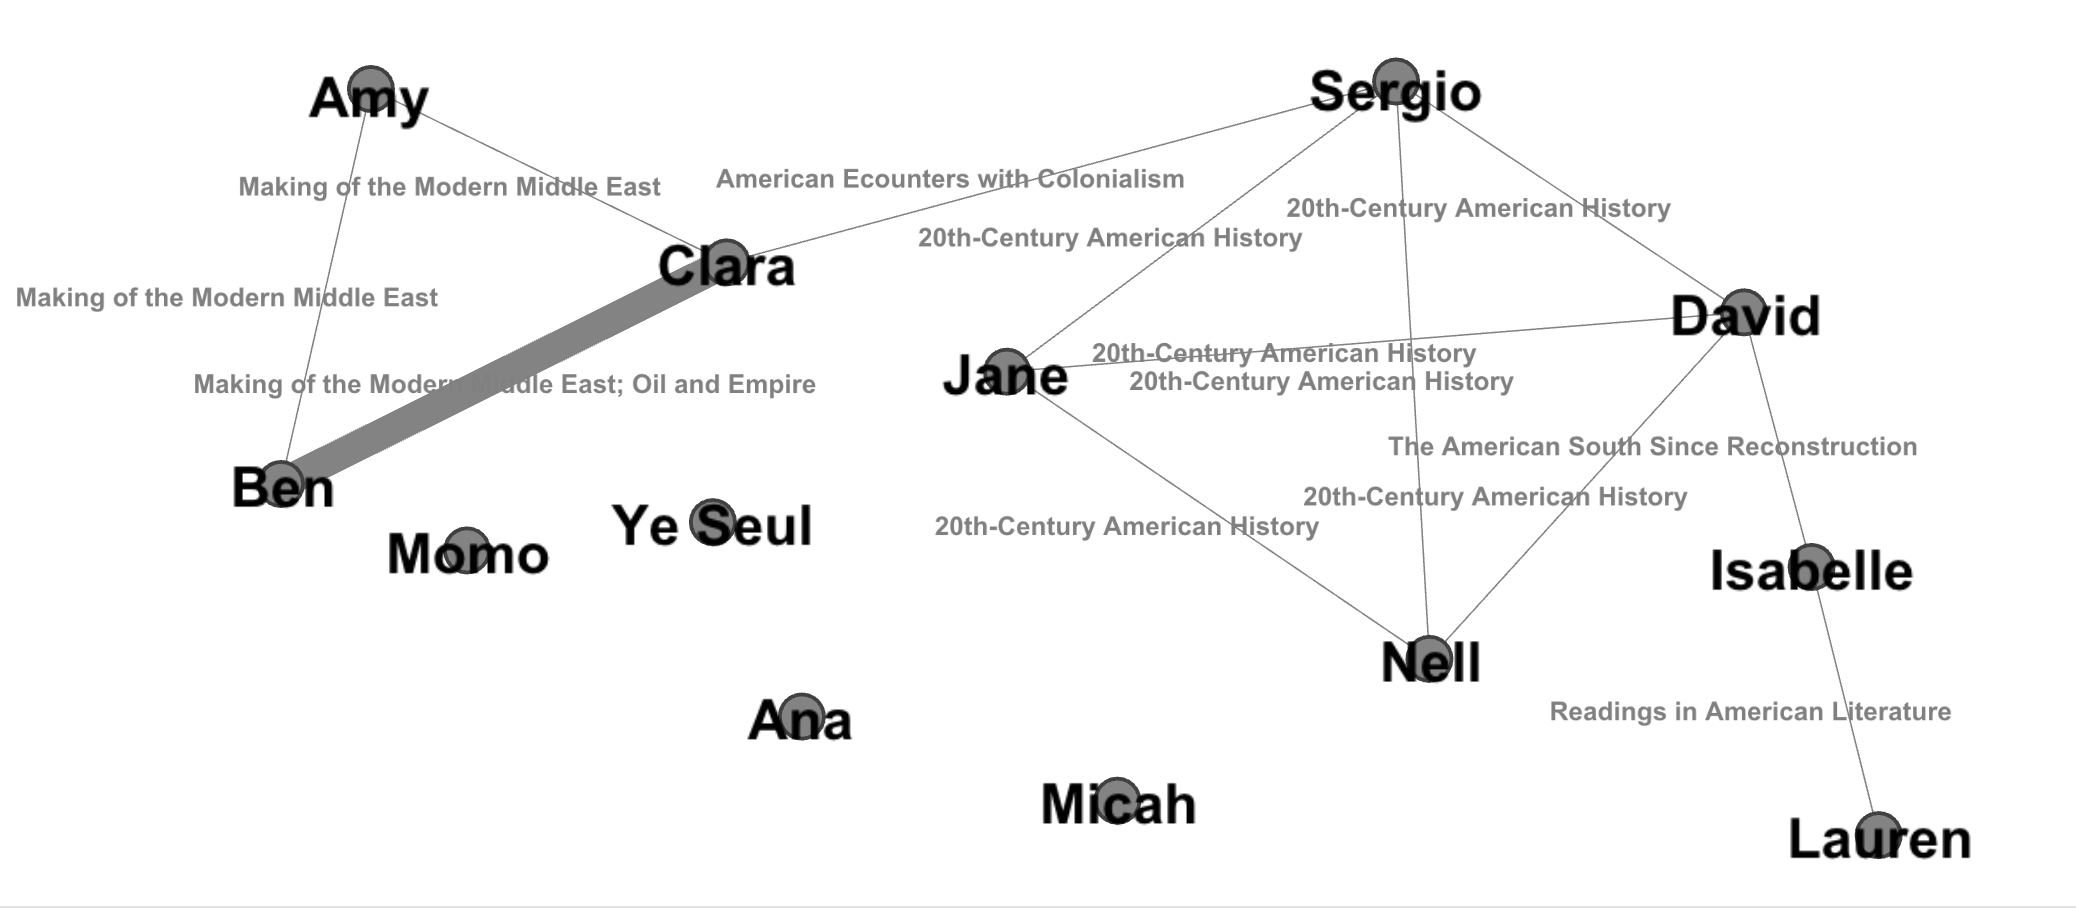 Amy
Sergio
Making of the Modern Middle East
American Ecounters with Colonialism
20th-Century American History
20th-Century American History
Clara
Making of the Modern Middle East
David
20th-Century American History
Jane
20th-Century American History
Making of the Modern Middle East; Oil and Empire
The American South Since Reconstruction
Ben
20th-Century American History
Ye Seul
20th-Century American History
Momo
Isabelle
Nell
Readings in American Literature
Ana
Micah
Lauren